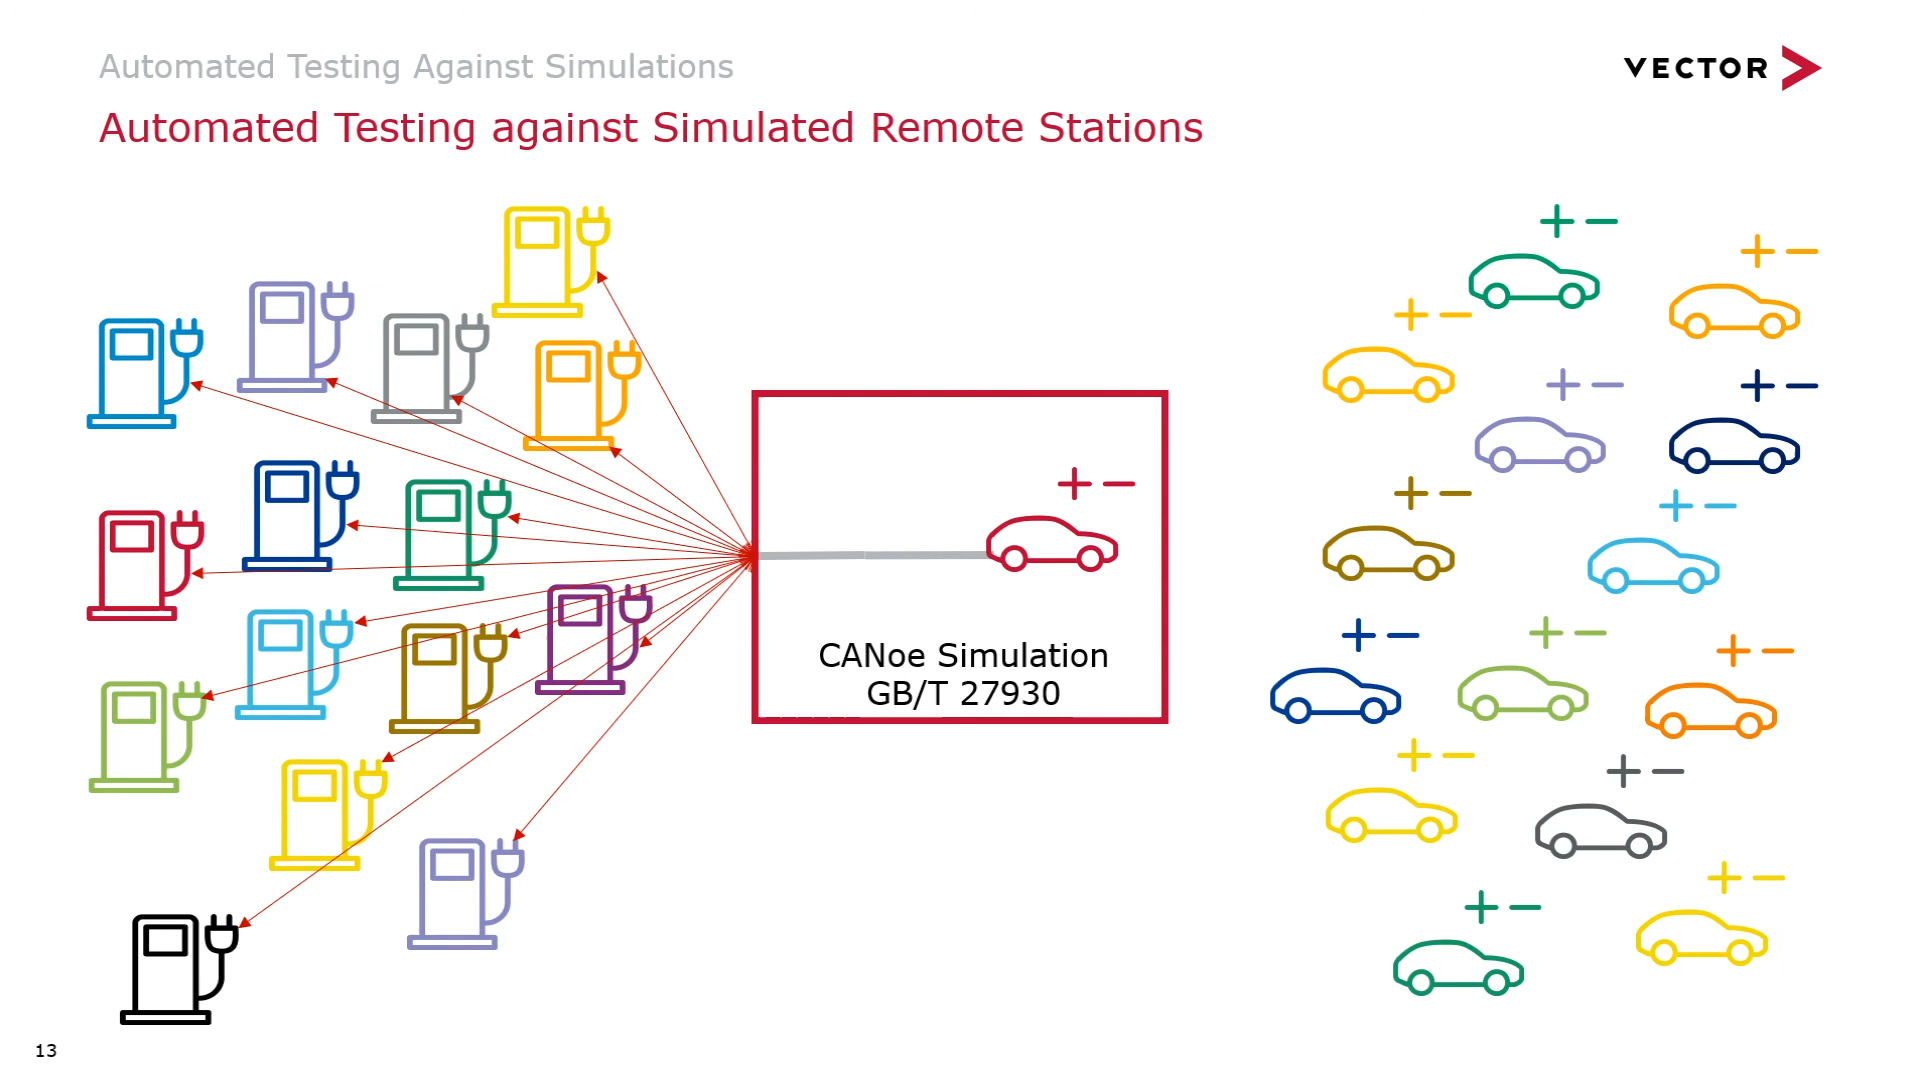 Automated Testing Against Simulations
VECTOR
Automated Testing against Simulated Remote Stations
CANoe Simulation
GB/T 27930
13